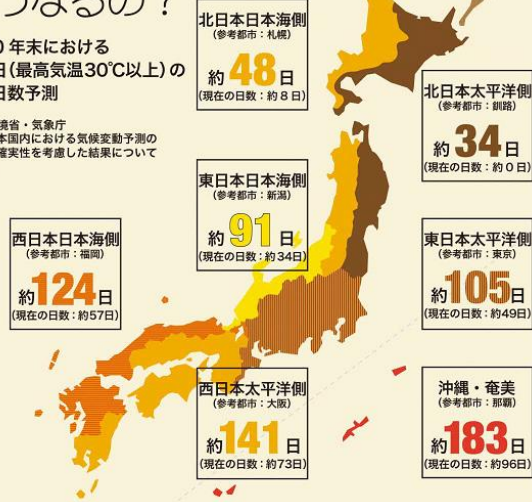 なるの?
年末における
日(最高気温30℃以上)の
日数予測
境省・気象庁
本国内における気候変動予測の
確実性を考慮した結果について
北日本日本海側
(参考都市:札幌)
約48日
(現在の日数:約8日)
北日本太平洋側
(参考都市:釧路)
約34日
(現在の日数:約0日)
東日本日本海側
(参考都市:新潟)
約91日
(現在の日数:約34日)
西日本日本海側
(参考都市:福岡)
約124日
(現在の日数:約57日)
東日本太平洋側
(参考都市:東京)
約105日
(現在の日数:約49日)
西日本太平洋側
(参考都市:大阪)
約141日
(現在の日数:約73日)
沖縄・奄美
(参考都市:那覇)
約183日
(現在の日数:約96日)